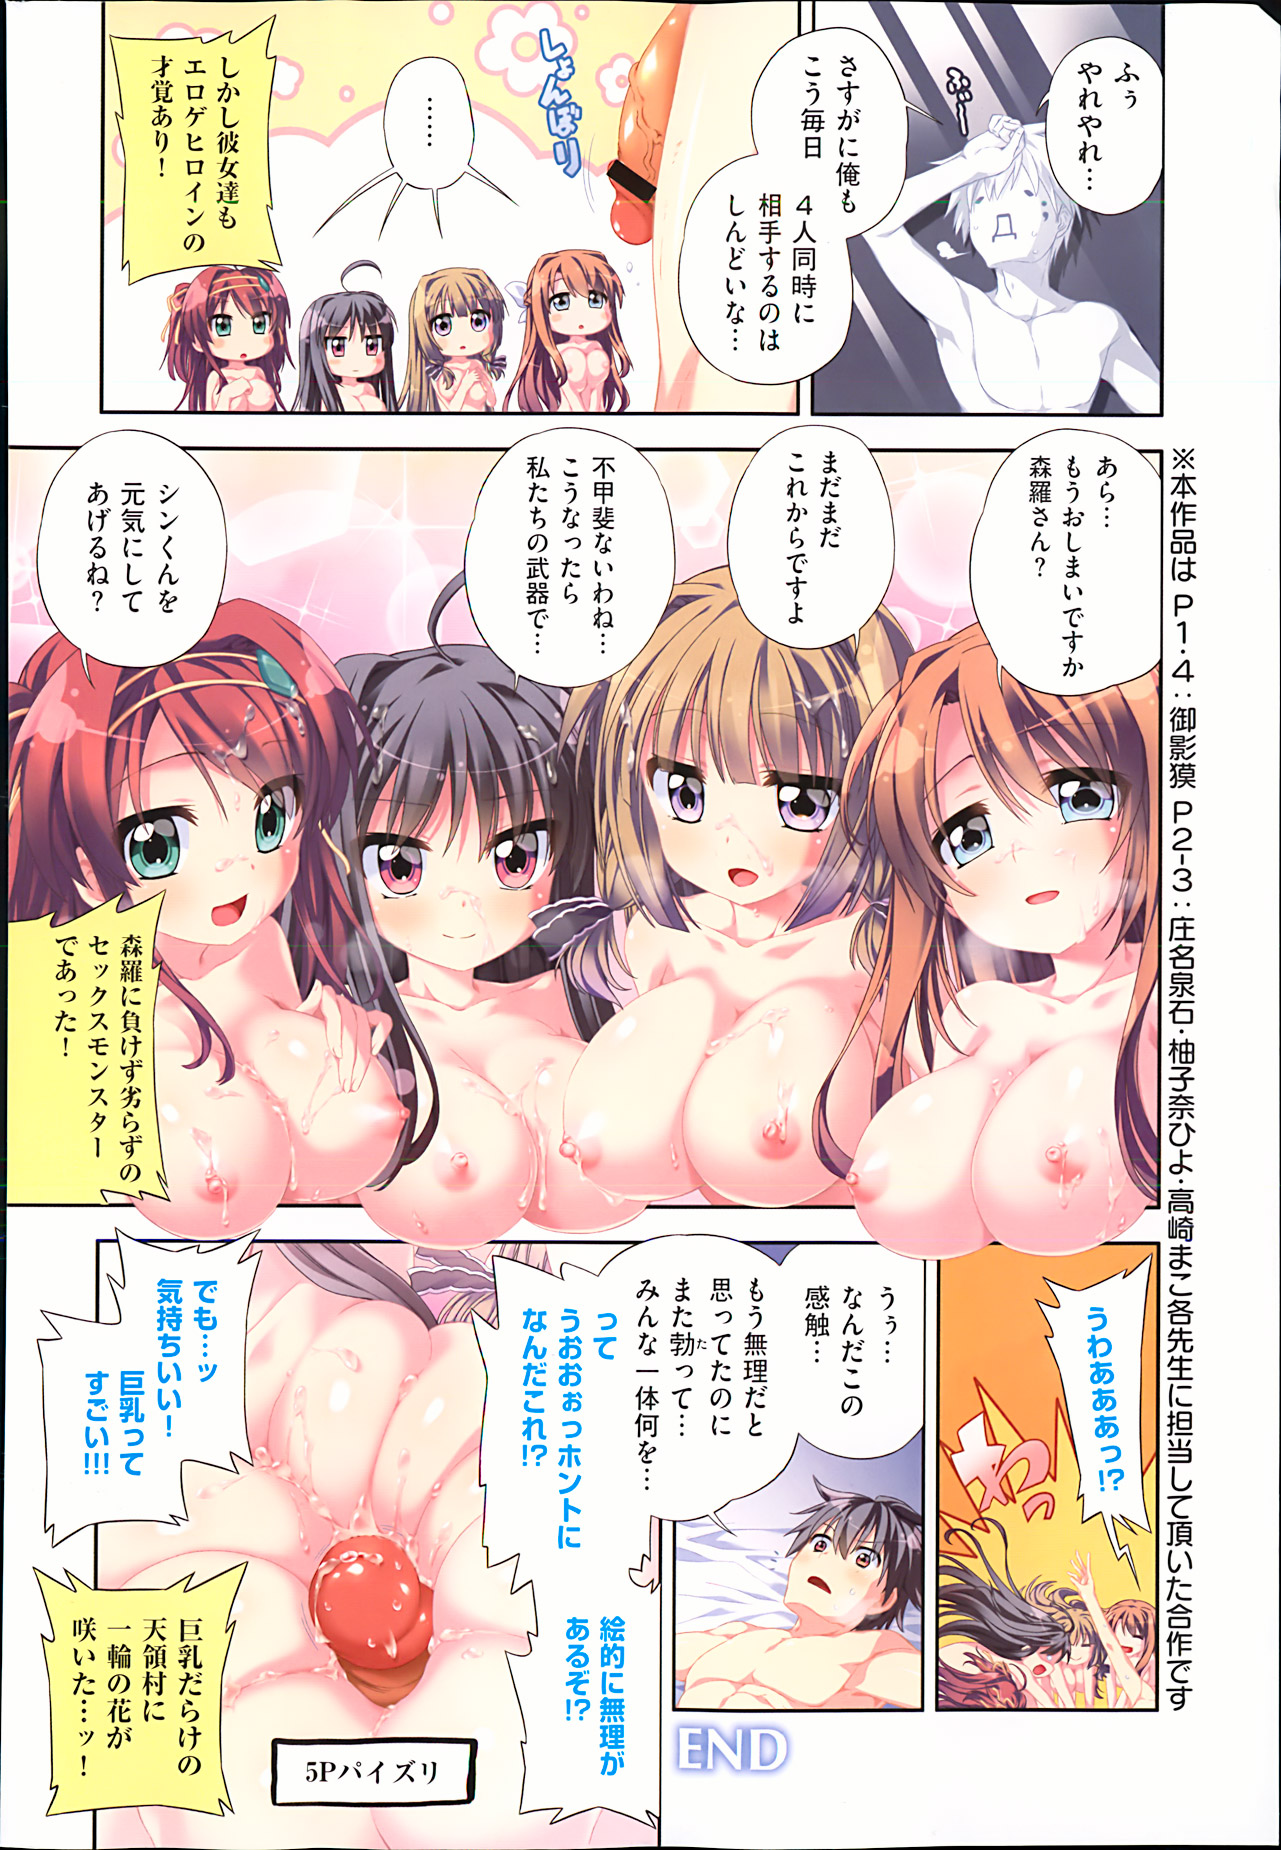 ふぅ
やれやれ…
ふぅ～
さすがに俺も
こう毎日
４人同時に
相手するのは
しんどいな…
しょんぼり
……
しかし彼女達も
エロゲヒロインの
才覚あり！
あら…
もうおしまいですか
森羅さん？
まだまだ
これからですよ
不甲斐ないわね…
こうなったら
私たちの武器で…
シンくんを
元気にして
あげるね？
森羅に負けず劣らずの
セックスモンスター
であった！
うわあああっ!?
わっ
うぅ…
なんだこの
感触…
もう無理だと
思ってたのに
また勃って…
た
みんな一体何を…
って
うおおぉっホントに
なんだこれ!?
絵的に無理が
あるぞ!?
でも…ッ
気持ちいい！
巨乳って
すごい!!!
巨乳だらけの
天領村に
一輪の花が
咲いた…ッ！
5Pパイズリ
END
※本作品は P1・4：御影獏 P2-3：庄名泉石・柚子奈ひよ・高崎まこ各先生に担当して頂いた合作です